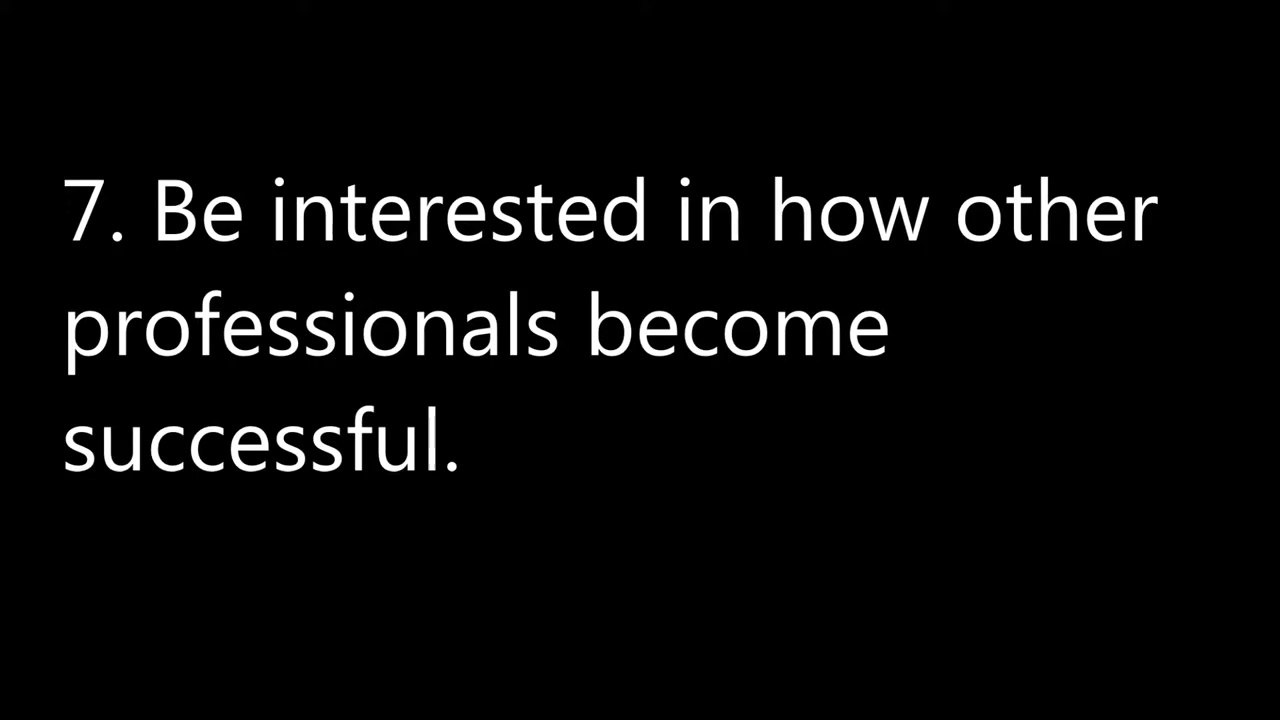 7. Be interested in how other
professionals become
successful.